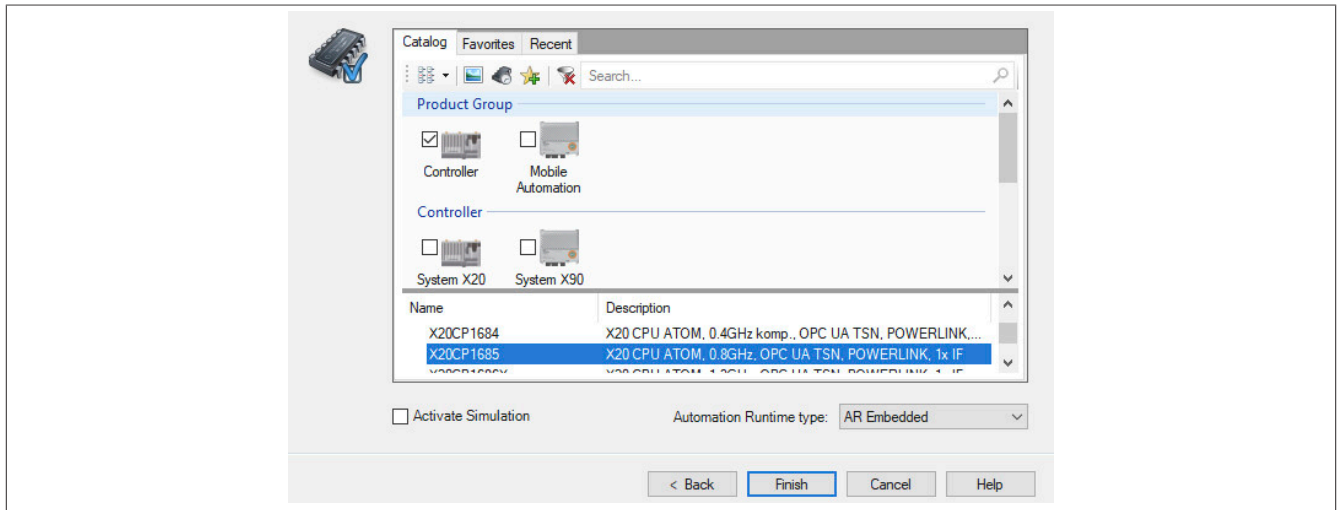 Catalog Favorites Recent
Search...
Product Group
Controller Mobile Automation
Controller
System X20 System X90
Name Description
X20CP1684 X20 CPU ATOM, 0.4GHz komp., OPC UA TSN, POWERLINK,...
X20CP1685 X20 CPU ATOM, 0.8GHz, OPC UA TSN, POWERLINK, 1x IF
Activate Simulation Automation Runtime type: AR Embedded
< Back Finish Cancel Help